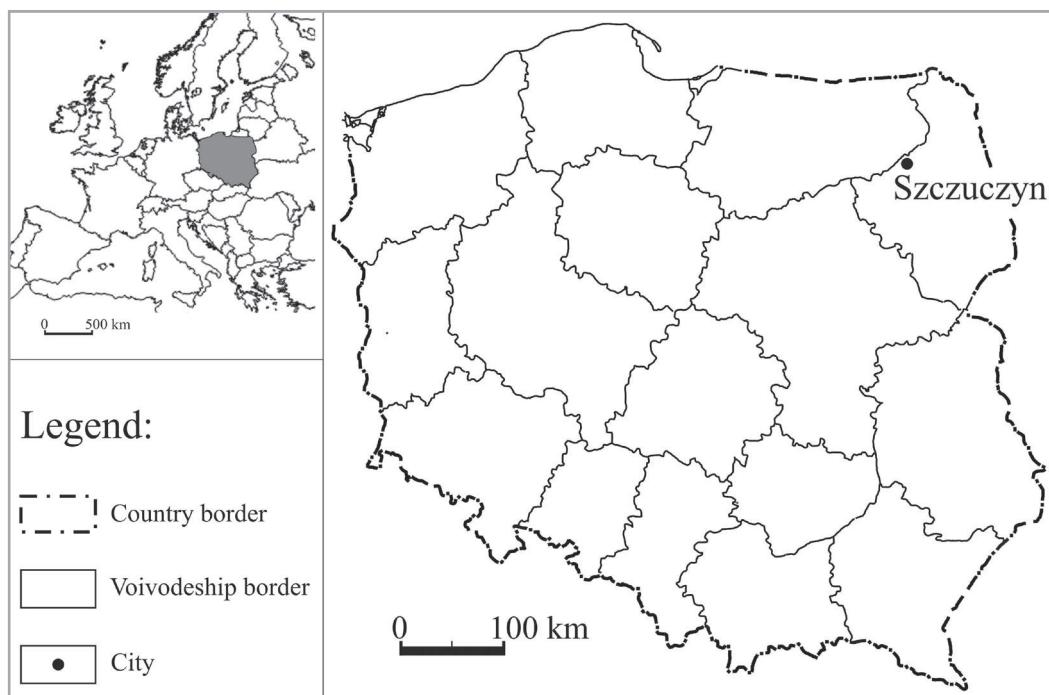 0 500 km
Legend:
Country border
Voivodeship border
City
Szczuczyn
0 100 km